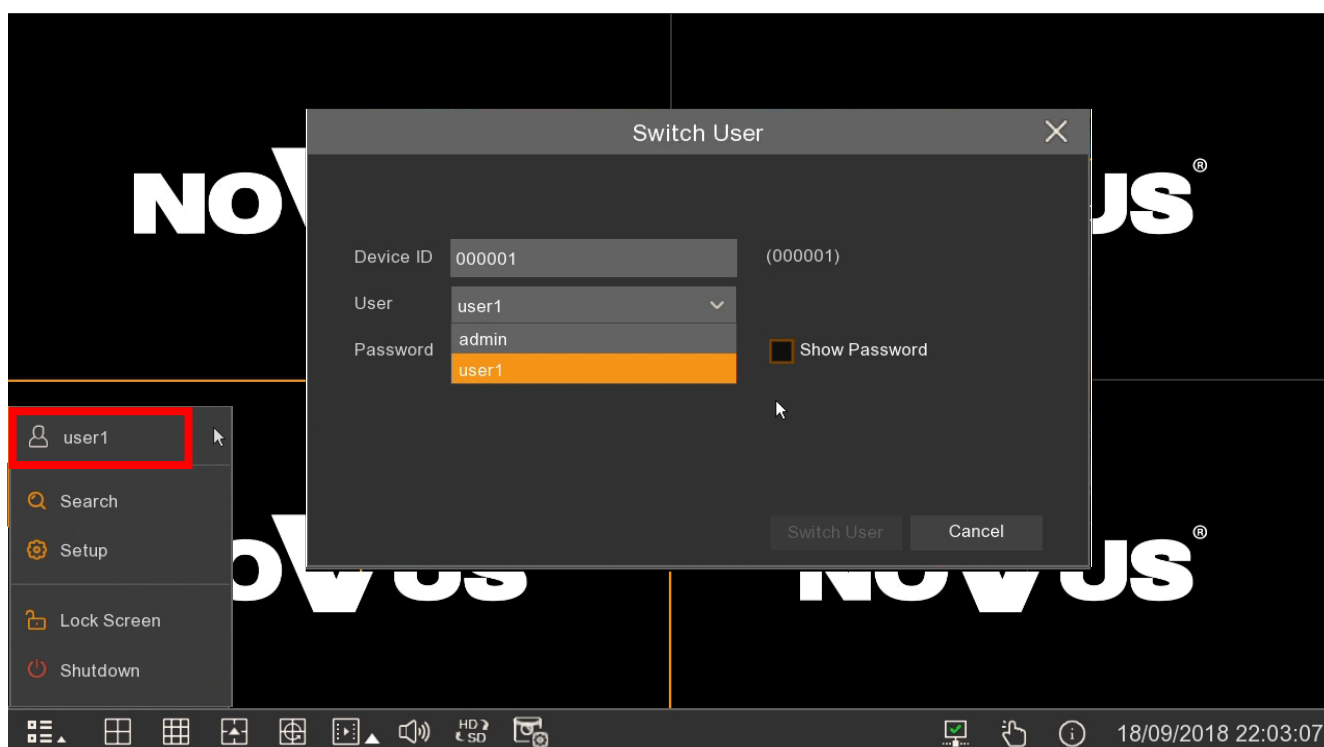 Switch User
NOVUS®
Device ID 000001 (000001)
User user1
admin
Password
Show Password
user1
Switch User Cancel
user1
Search
Setup
Lock Screen
Shutdown
NOVUS
NOVUS®
HD
SD
18/09/2018 22:03:07